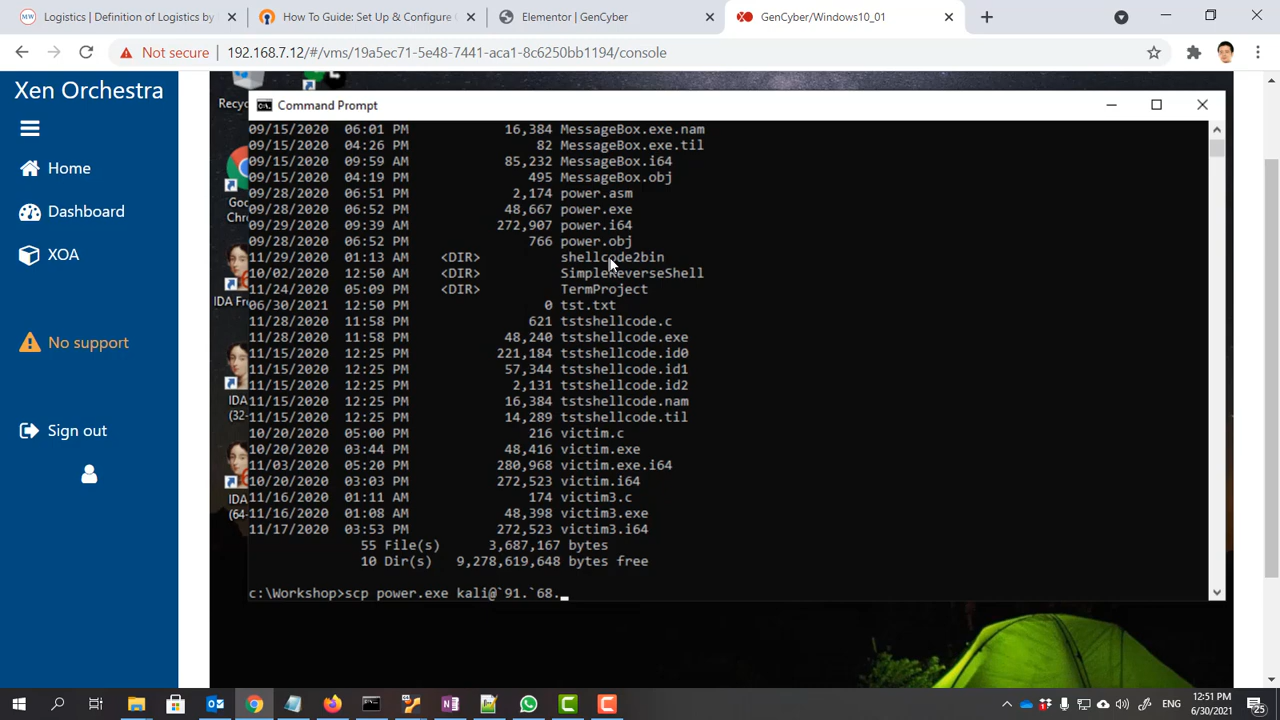 Logistics | Definition of Logistics by
How To Guide: Set Up & Configure
Elementor | GenCyber
GenCyber/Windows10_01
Not secure
192.168.7.12/#/vms/19a5ec71-5e48-7441-aca1-8c6250bb1194/console
Xen Orchestra
Home
Dashboard
XOA
No support
Sign out
Recyc
Goo
Chro
IDA Fr
IDA
(32-
IDA
(64-
Command Prompt
09/15/2020 06:01 PM 16,384 MessageBox.exe.nam
09/15/2020 04:26 PM 82 MessageBox.exe.til
09/15/2020 09:59 AM 85,232 MessageBox.i64
09/15/2020 04:19 PM 495 MessageBox.obj
09/28/2020 06:51 PM 2,174 power.asm
09/28/2020 06:52 PM 48,667 power.exe
09/29/2020 09:39 AM 272,907 power.i64
09/28/2020 06:52 PM 766 power.obj
11/29/2020 01:13 AM <DIR> shellcode2bin
10/02/2020 12:50 AM <DIR> SimpleReverseShell
11/24/2020 05:09 PM <DIR> TermProject
06/30/2021 12:50 PM 0 tst.txt
11/28/2020 11:58 PM 621 tstshellcode.c
11/28/2020 11:58 PM 48,240 tstshellcode.exe
11/15/2020 12:25 PM 221,184 tstshellcode.id0
11/15/2020 12:25 PM 57,344 tstshellcode.id1
11/15/2020 12:25 PM 2,131 tstshellcode.id2
11/15/2020 12:25 PM 16,384 tstshellcode.nam
11/15/2020 12:25 PM 14,289 tstshellcode.til
10/20/2020 05:00 PM 216 victim.c
10/20/2020 03:44 PM 48,416 victim.exe
11/03/2020 05:20 PM 280,968 victim.exe.i64
10/20/2020 03:03 PM 272,523 victim.i64
11/16/2020 01:11 AM 174 victim3.c
11/16/2020 01:08 AM 48,398 victim3.exe
11/17/2020 03:53 PM 272,523 victim3.i64
55 File(s) 3,687,167 bytes
10 Dir(s) 9,278,619,648 bytes free
c:\Workshop>scp power.exe kali@`91.`68._
ENG
12:51 PM
6/30/2021
25